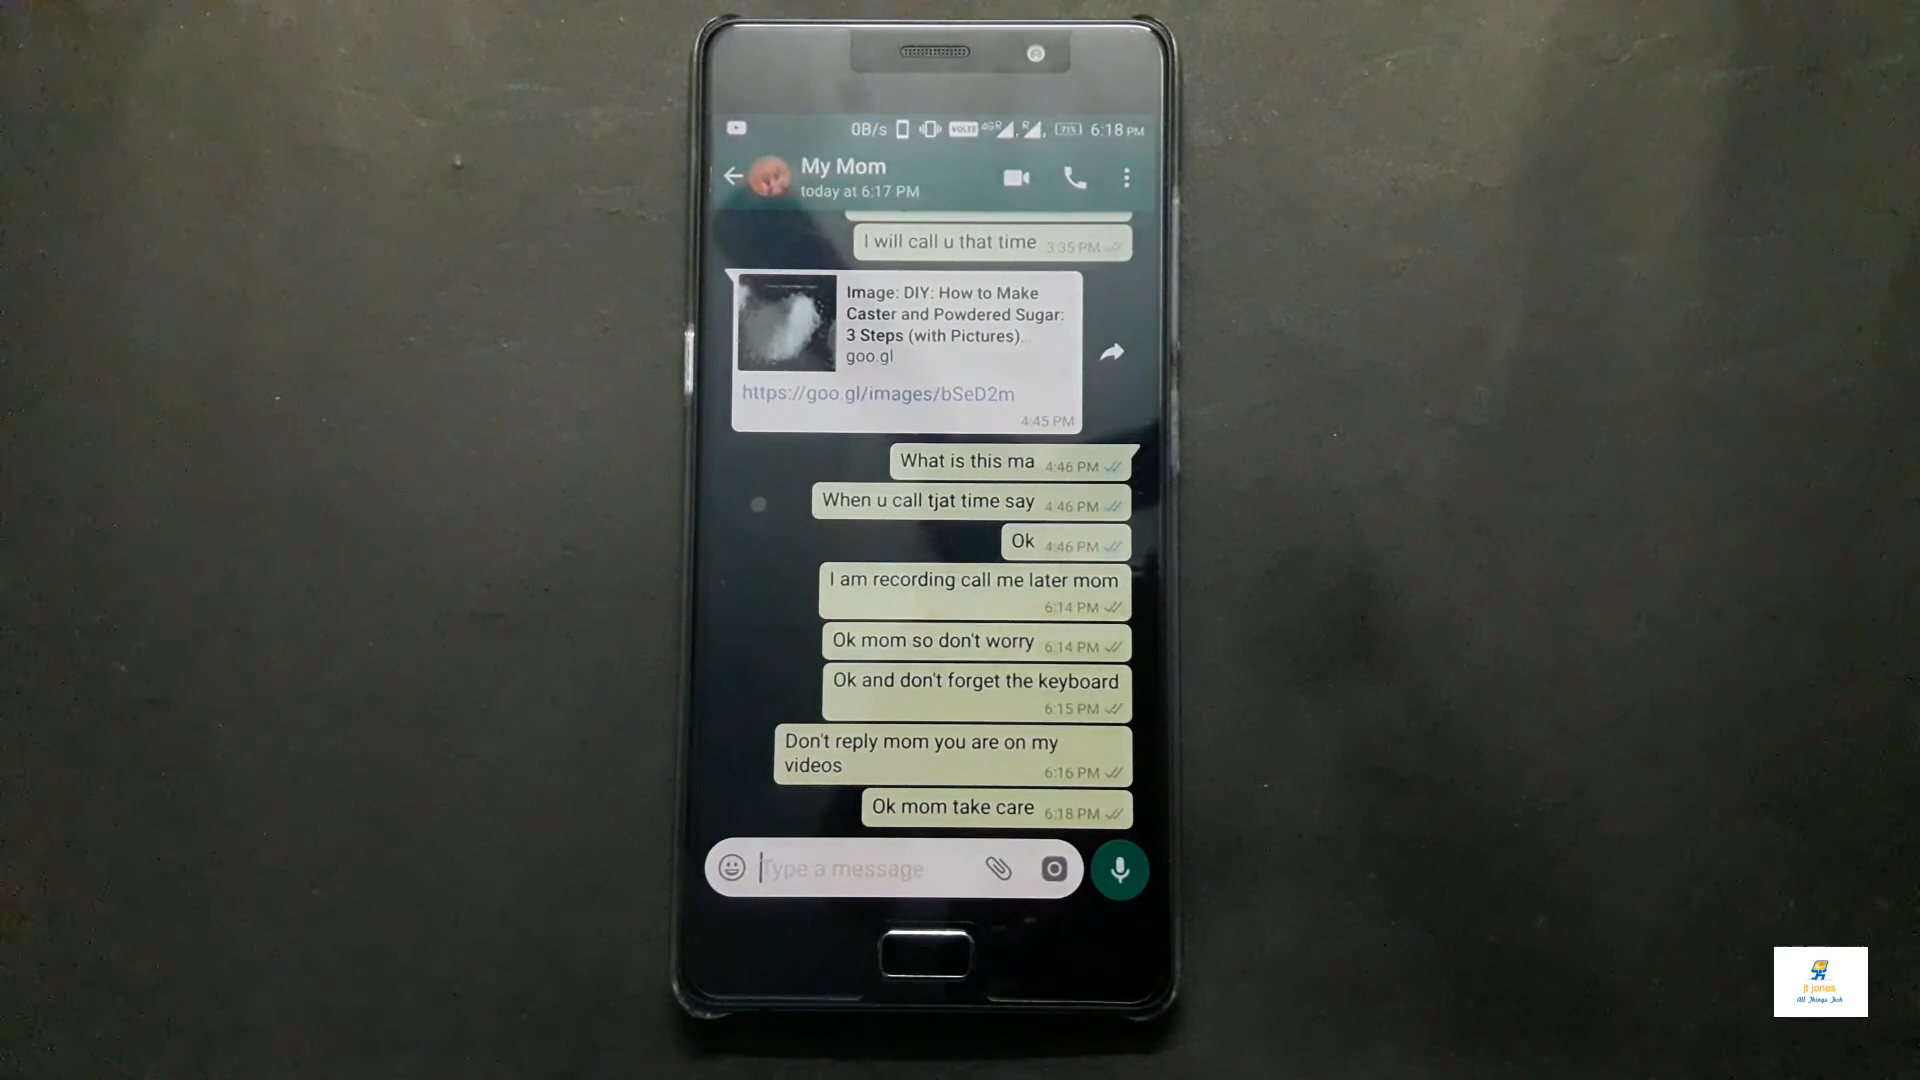 0B/s VOLTE 4G R R 71% 6:18 PM
My Mom
today at 6:17 PM
I will call u that time 3:35 PM
Image: DIY: How to Make
Caster and Powdered Sugar:
3 Steps (with Pictures)...
goo.gl
https://goo.gl/images/bSeD2m
4:45 PM
What is this ma 4:46 PM
When u call tjat time say 4:46 PM
Ok 4:46 PM
I am recording call me later mom
6:14 PM
Ok mom so don't worry 6:14 PM
Ok and don't forget the keyboard
6:15 PM
Don't reply mom you are on my
videos 6:16 PM
Ok mom take care 6:18 PM
Type a message
jt jones
All Things Tech